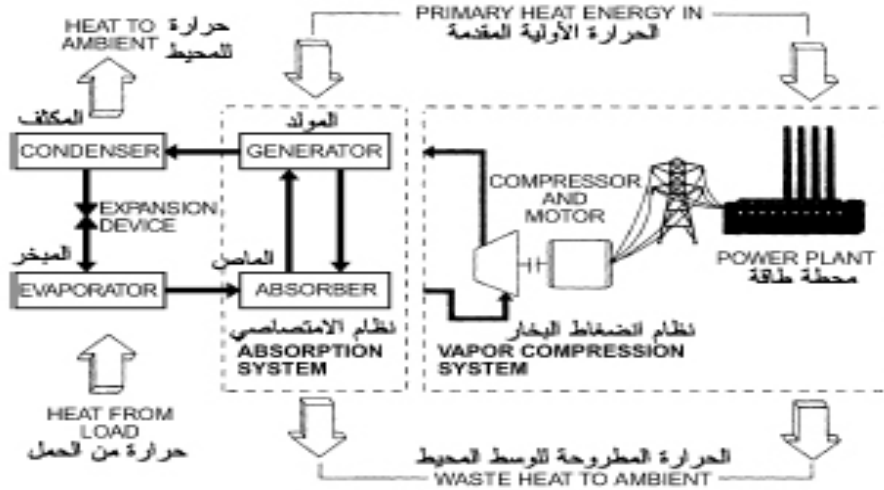 PRIMARY HEAT ENERGY IN
الحرارة الأولية المقدمة
HEAT TO
AMBIENT
حرارة
للمحيط
المكثف
CONDENSER
المولد
GENERATOR
EXPANSION
DEVICE
المبخر
EVAPORATOR
الماص
ABSORBER
نظام الامتصاصي
ABSORPTION
SYSTEM
COMPRESSOR
AND
MOTOR
POWER PLANT
محطة طاقة
نظام انضغاط البخار
VAPOR COMPRESSION
SYSTEM
HEAT FROM
LOAD
حرارة من الحمل
الحرارة المطروحة للوسط المحيط
WASTE HEAT TO AMBIENT